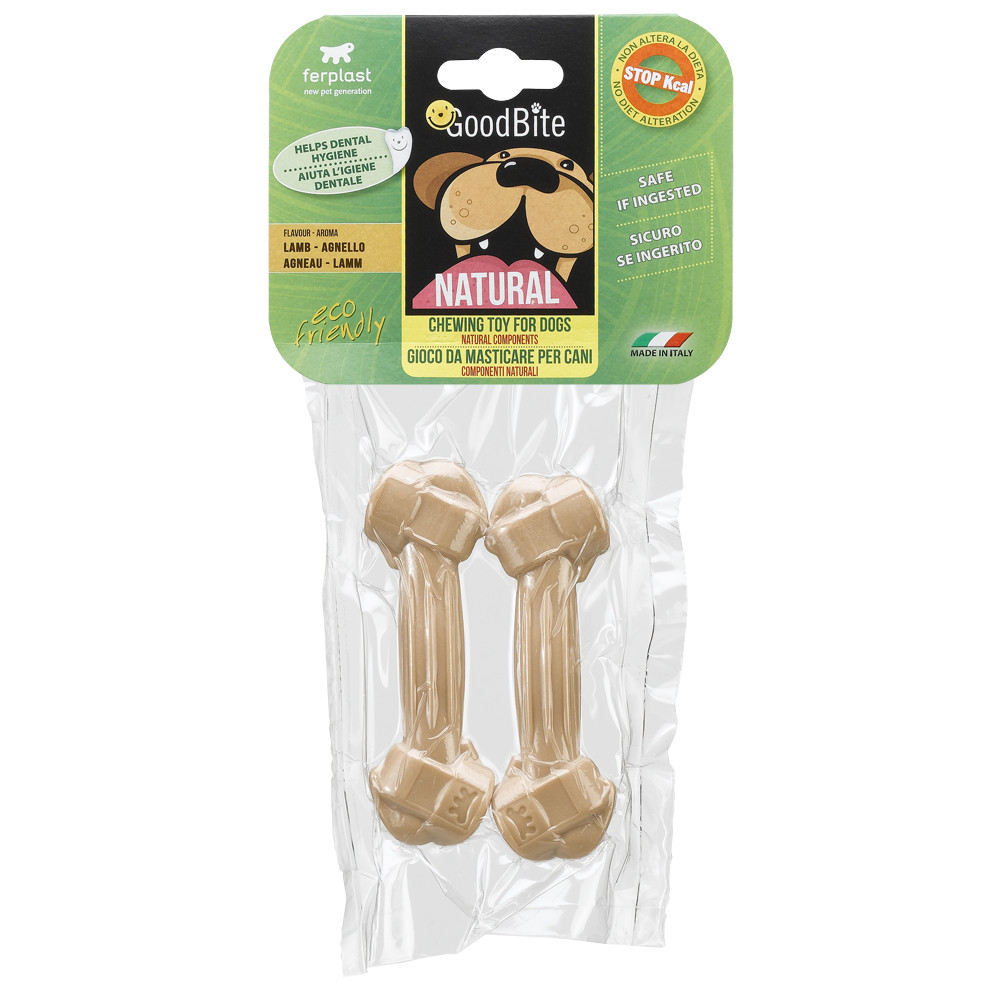 ferplast
new pet generation
HELPS DENTAL
HYGIENE
AIUTA L'IGIENE
DENTALE
FLAVOUR - AROMA
LAMB - AGNELLO
AGNEAU - LAMM
eco
friendly
GoodBite
NATURAL
CHEWING TOY FOR DOGS
NATURAL COMPONENTS
GIOCO DA MASTICARE PER CANI
COMPONENTI NATURALI
NON ALTERA LA DIETA
STOP Kcal
NO DIET ALTERATION
SAFE
IF INGESTED
SICURO
SE INGERITO
MADE IN ITALY